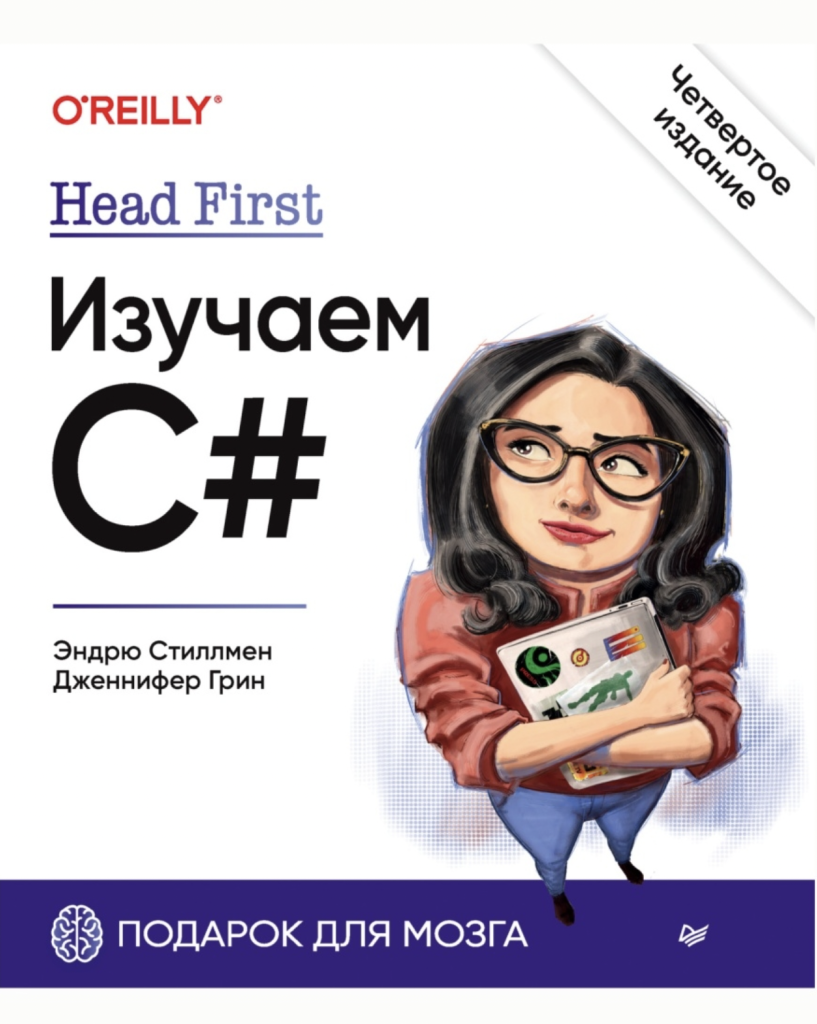 O'REILLY®
Четвертое
издание
Head First
Изучаем
C#
Эндрю Стиллмен
Дженнифер Грин
ПОДАРОК ДЛЯ МОЗГА